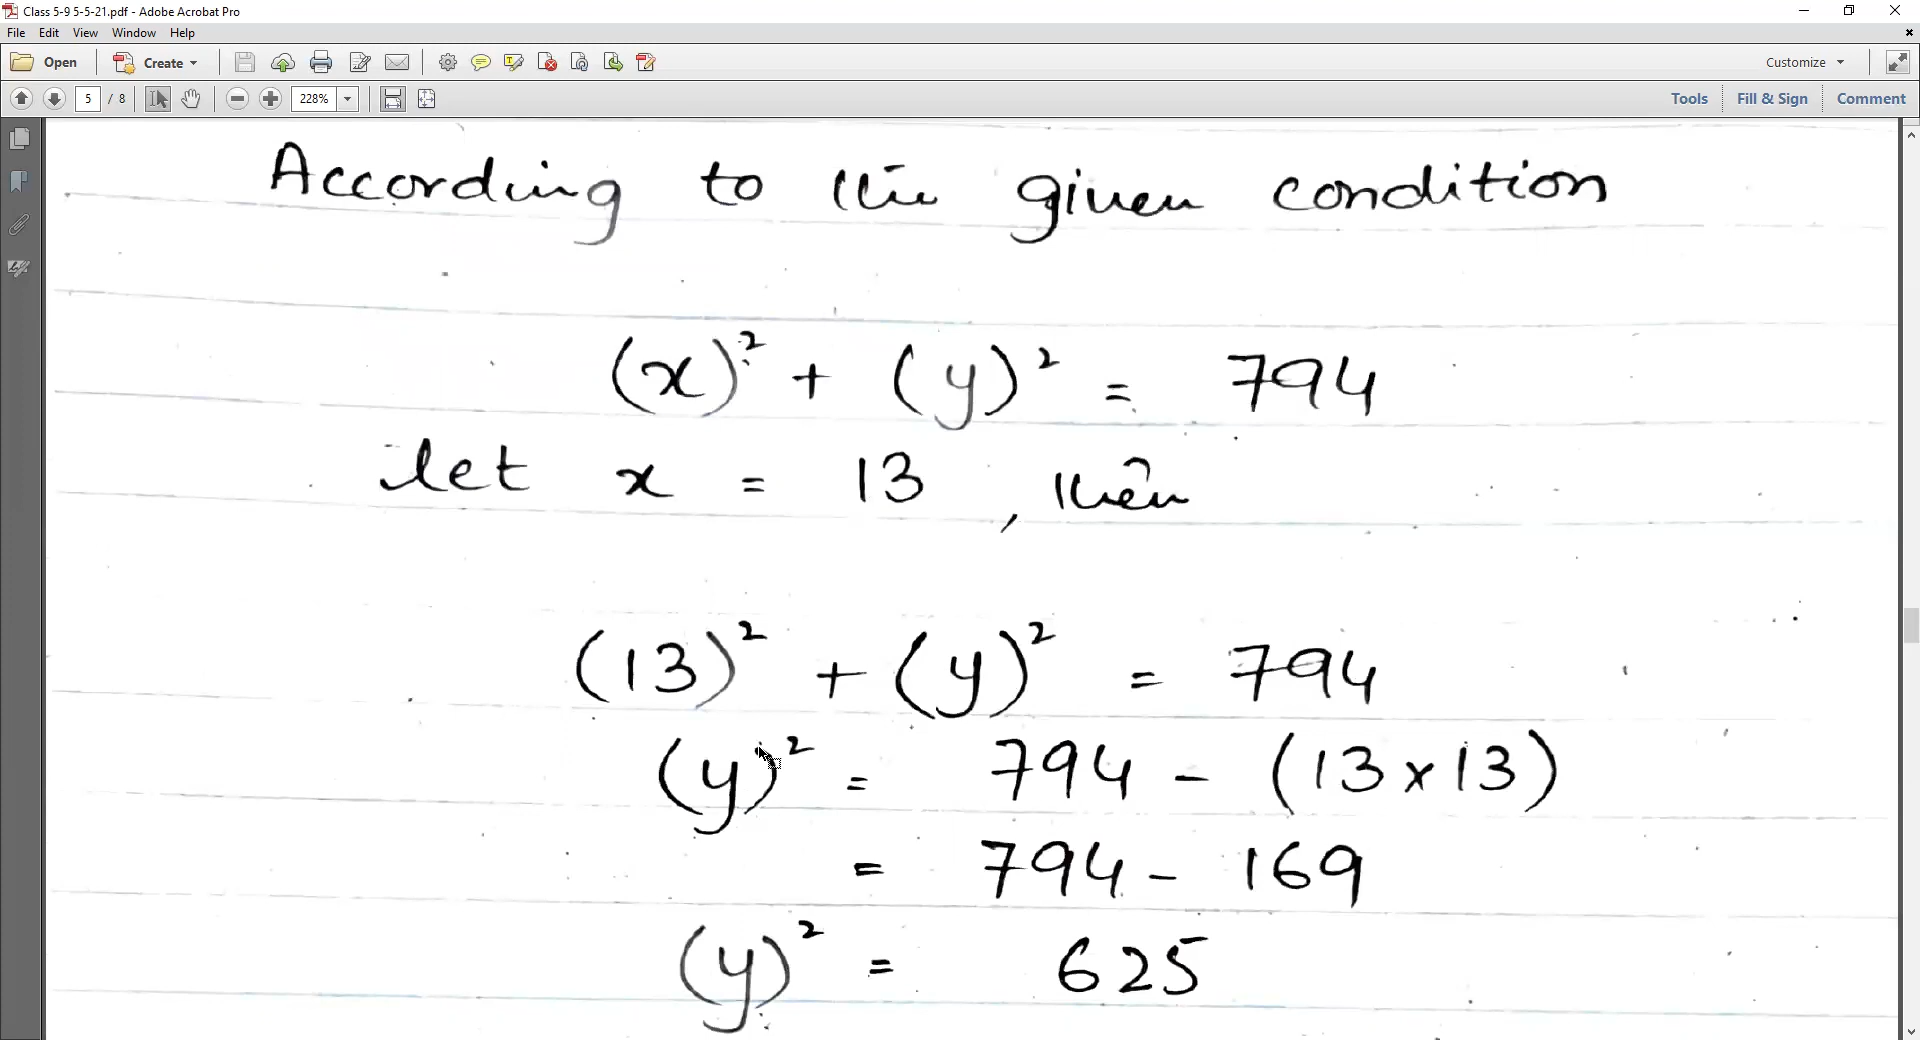 Class 5-9 5-5-21.pdf - Adobe Acrobat Pro
File Edit View Window Help
Open Create Customize
5 / 8 228% Tools Fill & Sign Comment
According to the given condition
(x)² + (y)² = 794
let x = 13 , then
(13)² + (y)² = 794
(y)² = 794 - (13 x 13)
= 794 - 169
(y)² = 625